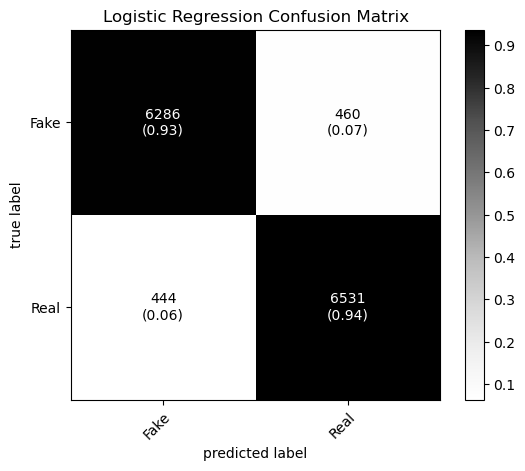 Logistic Regression Confusion Matrix
Fake
6286
(0.93)
460
(0.07)
Real
444
(0.06)
6531
(0.94)
true label
Fake
Real
predicted label
0.9
0.8
0.7
0.6
0.5
0.4
0.3
0.2
0.1